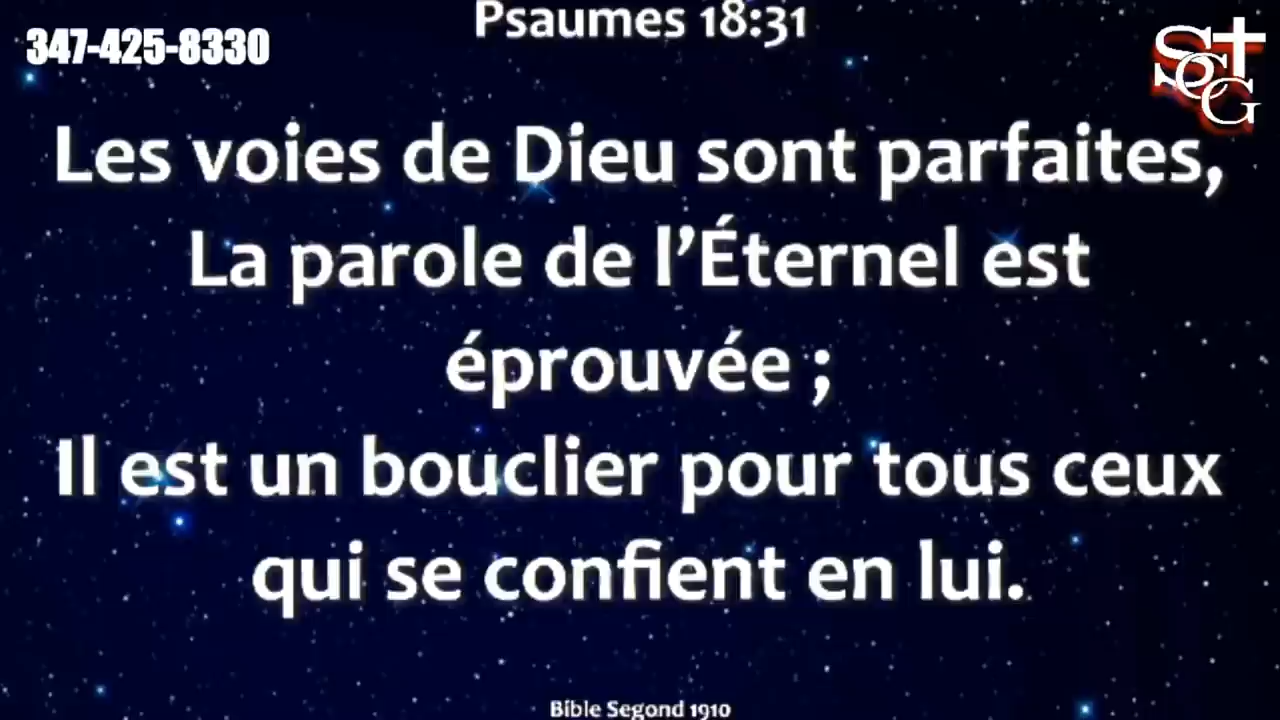 Psaumes 18:31
347-425-8330
SCG
Les voies de Dieu sont parfaites,
La parole de l’Éternel est
éprouvée ;
Il est un bouclier pour tous ceux
qui se confient en lui.
Bible Segond 1910